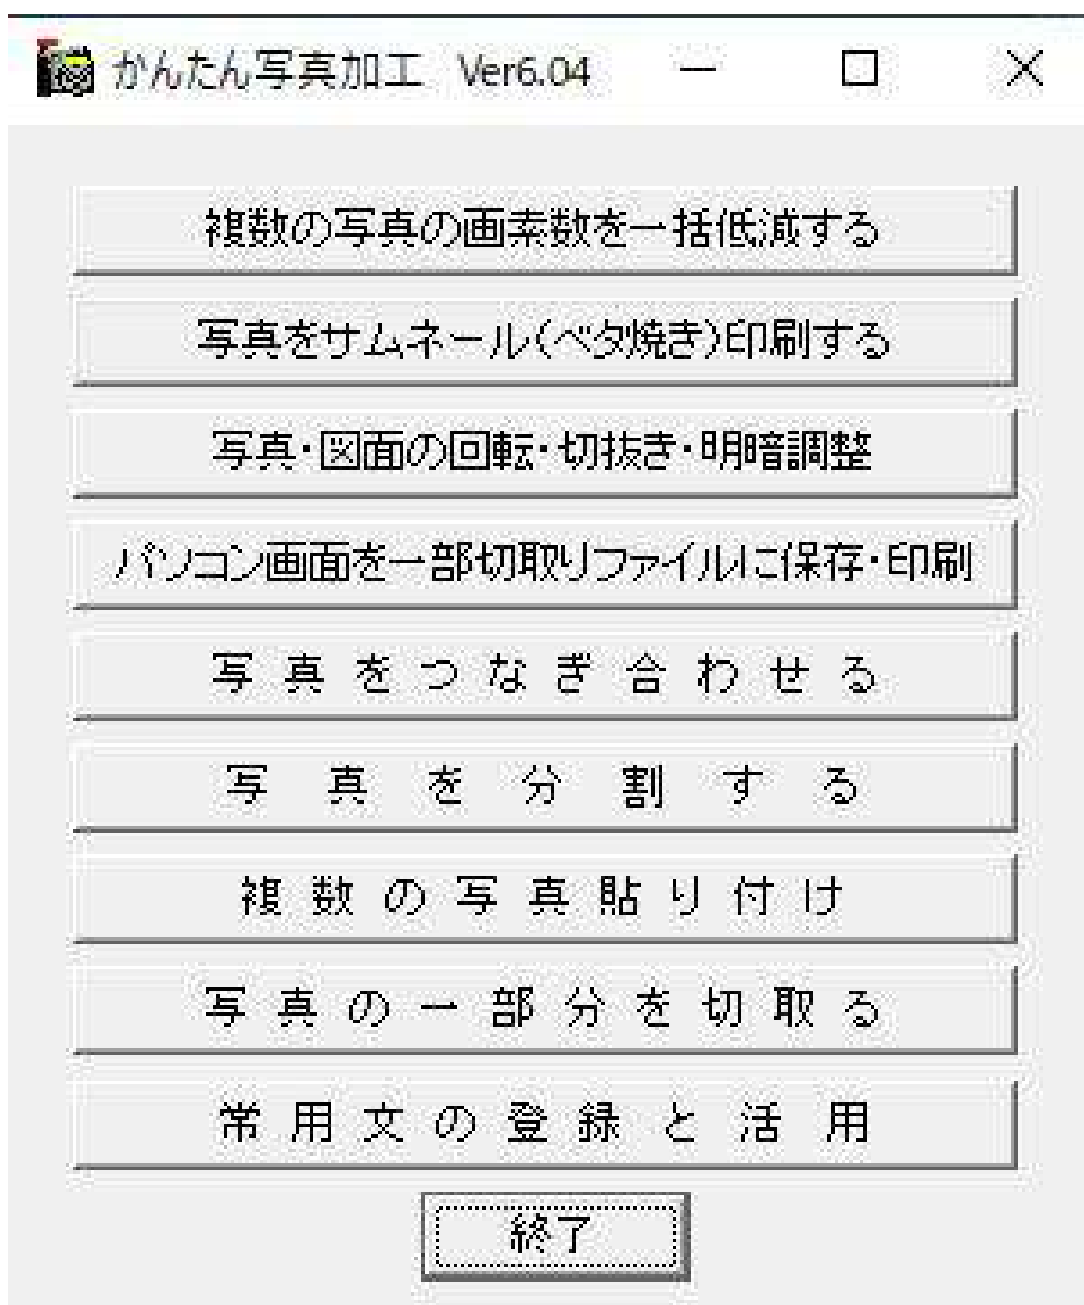 かんたん写真加工 Ver6.04
複数の写真の画素数を一括低減する
写真をサムネール(ベタ焼き)印刷する
写真・図面の回転・切抜き・明暗調整
パソコン画面を一部切取りファイルに保存・印刷
写真をつなぎ合わせる
写真を分割する
複数の写真貼り付け
写真の一部分を切取る
常用文の登録と活用
終了